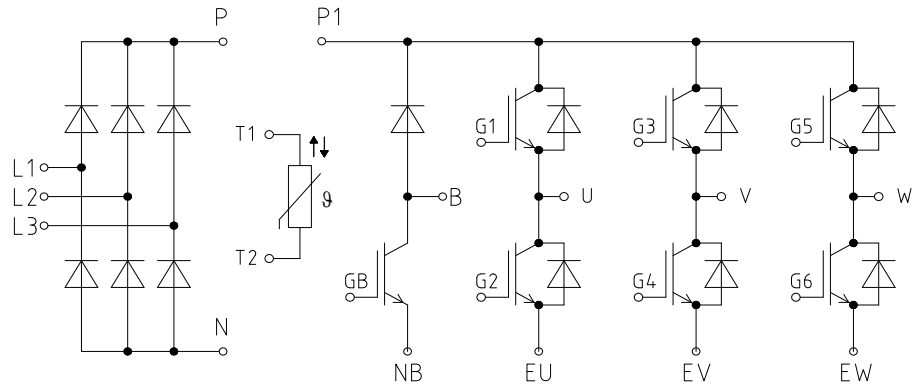 P P1
T1
G1 G3 G5
L1
L2 B U V W
ϑ
L3
T2
GB G2 G4 G6
N
NB EU EV EW